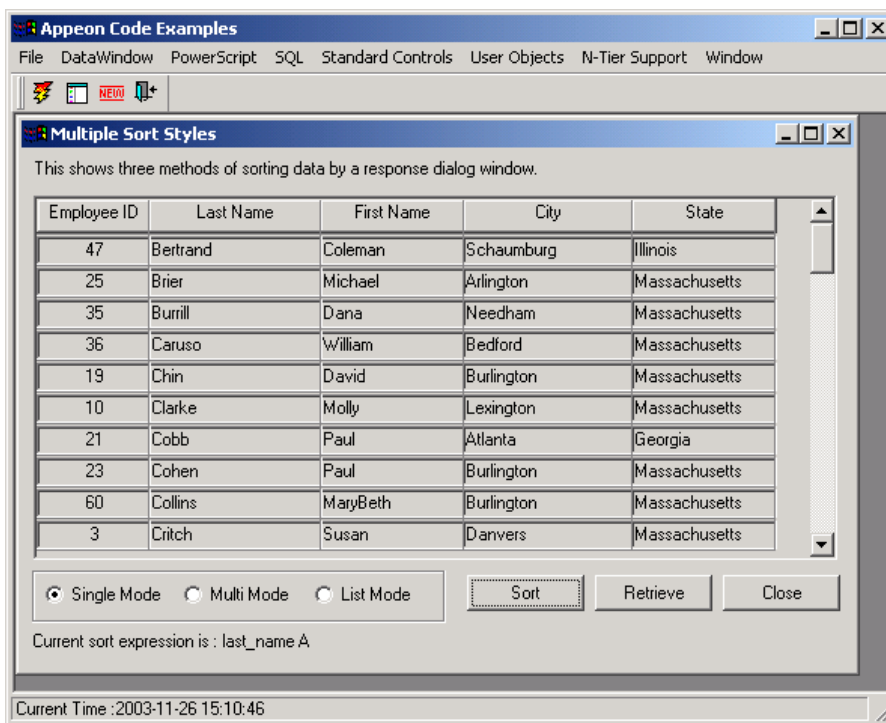 Appeon Code Examples
File DataWindow PowerScript SQL Standard Controls User Objects N-Tier Support Window
NEW
Multiple Sort Styles
This shows three methods of sorting data by a response dialog window.
Employee ID Last Name First Name City State
47 Bertrand Coleman Schaumburg Illinois
25 Brier Michael Arlington Massachusetts
35 Burrill Dana Needham Massachusetts
36 Caruso William Bedford Massachusetts
19 Chin David Burlington Massachusetts
10 Clarke Molly Lexington Massachusetts
21 Cobb Paul Atlanta Georgia
23 Cohen Paul Burlington Massachusetts
60 Collins MaryBeth Burlington Massachusetts
3 Critch Susan Danvers Massachusetts
Single Mode Multi Mode List Mode Sort Retrieve Close
Current sort expression is : last_name A
Current Time :2003-11-26 15:10:46